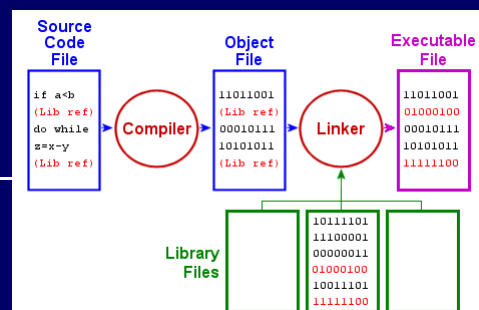 Source
Code
File
Object
File
Executable
File
if a<b
(Lib ref)
do while
z=x-y
(Lib ref)
Compiler
11011001
(Lib ref)
00010111
10101011
(Lib ref)
Linker
11011001
01000100
00010111
10101011
11111100
Library
Files
10111101
11100001
00000011
01000100
10011101
11111100